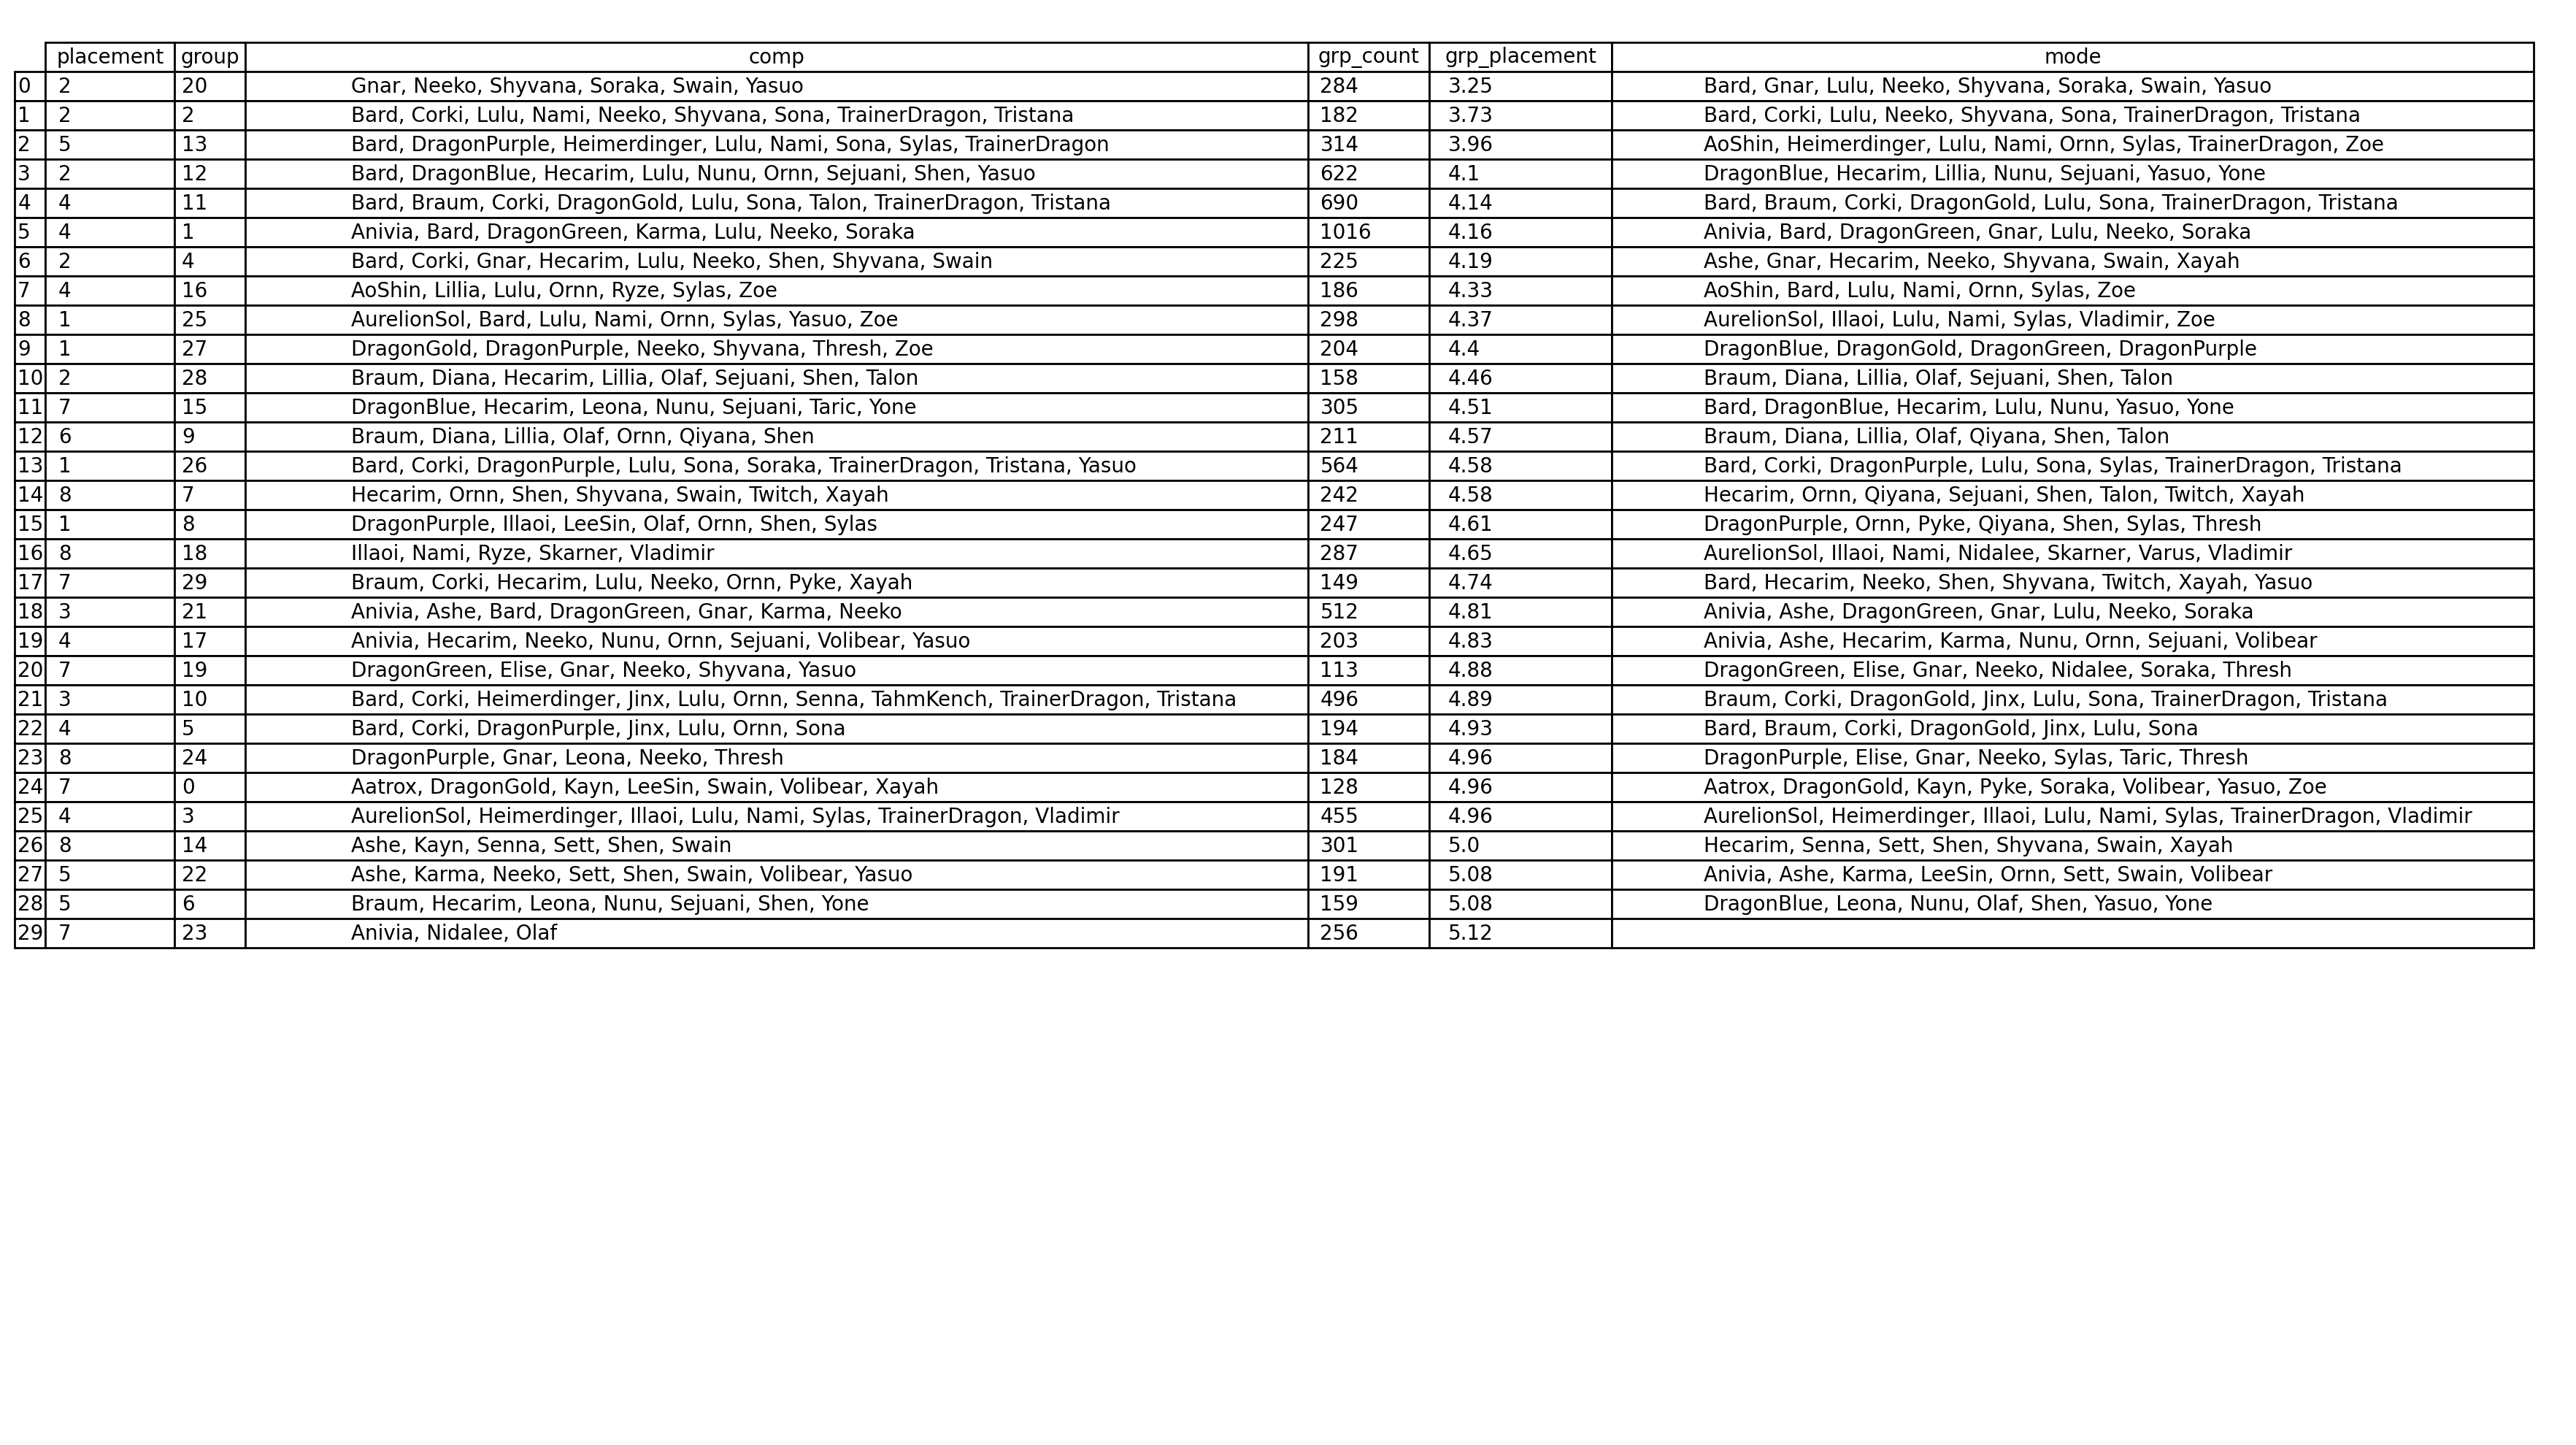 placement group comp grp_count grp_placement mode
0 2 20 Gnar, Neeko, Shyvana, Soraka, Swain, Yasuo 284 3.25 Bard, Gnar, Lulu, Neeko, Shyvana, Soraka, Swain, Yasuo
1 2 2 Bard, Corki, Lulu, Nami, Neeko, Shyvana, Sona, TrainerDragon, Tristana 182 3.73 Bard, Corki, Lulu, Neeko, Shyvana, Sona, TrainerDragon, Tristana
2 5 13 Bard, DragonPurple, Heimerdinger, Lulu, Nami, Sona, Sylas, TrainerDragon 314 3.96 AoShin, Heimerdinger, Lulu, Nami, Ornn, Sylas, TrainerDragon, Zoe
3 2 12 Bard, DragonBlue, Hecarim, Lulu, Nunu, Ornn, Sejuani, Shen, Yasuo 622 4.1 DragonBlue, Hecarim, Lillia, Nunu, Sejuani, Yasuo, Yone
4 4 11 Bard, Braum, Corki, DragonGold, Lulu, Sona, Talon, TrainerDragon, Tristana 690 4.14 Bard, Braum, Corki, DragonGold, Lulu, Sona, TrainerDragon, Tristana
5 4 1 Anivia, Bard, DragonGreen, Karma, Lulu, Neeko, Soraka 1016 4.16 Anivia, Bard, DragonGreen, Gnar, Lulu, Neeko, Soraka
6 2 4 Bard, Corki, Gnar, Hecarim, Lulu, Neeko, Shen, Shyvana, Swain 225 4.19 Ashe, Gnar, Hecarim, Neeko, Shyvana, Swain, Xayah
7 4 16 AoShin, Lillia, Lulu, Ornn, Ryze, Sylas, Zoe 186 4.33 AoShin, Bard, Lulu, Nami, Ornn, Sylas, Zoe
8 1 25 AurelionSol, Bard, Lulu, Nami, Ornn, Sylas, Yasuo, Zoe 298 4.37 AurelionSol, Illaoi, Lulu, Nami, Sylas, Vladimir, Zoe
9 1 27 DragonGold, DragonPurple, Neeko, Shyvana, Thresh, Zoe 204 4.4 DragonBlue, DragonGold, DragonGreen, DragonPurple
10 2 28 Braum, Diana, Hecarim, Lillia, Olaf, Sejuani, Shen, Talon 158 4.46 Braum, Diana, Lillia, Olaf, Sejuani, Shen, Talon
11 7 15 DragonBlue, Hecarim, Leona, Nunu, Sejuani, Taric, Yone 305 4.51 Bard, DragonBlue, Hecarim, Lulu, Nunu, Yasuo, Yone
12 6 9 Braum, Diana, Lillia, Olaf, Ornn, Qiyana, Shen 211 4.57 Braum, Diana, Lillia, Olaf, Qiyana, Shen, Talon
13 1 26 Bard, Corki, DragonPurple, Lulu, Sona, Soraka, TrainerDragon, Tristana, Yasuo 564 4.58 Bard, Corki, DragonPurple, Lulu, Sona, Sylas, TrainerDragon, Tristana
14 8 7 Hecarim, Ornn, Shen, Shyvana, Swain, Twitch, Xayah 242 4.58 Hecarim, Ornn, Qiyana, Sejuani, Shen, Talon, Twitch, Xayah
15 1 8 DragonPurple, Illaoi, LeeSin, Olaf, Ornn, Shen, Sylas 247 4.61 DragonPurple, Ornn, Pyke, Qiyana, Shen, Sylas, Thresh
16 8 18 Illaoi, Nami, Ryze, Skarner, Vladimir 287 4.65 AurelionSol, Illaoi, Nami, Nidalee, Skarner, Varus, Vladimir
17 7 29 Braum, Corki, Hecarim, Lulu, Neeko, Ornn, Pyke, Xayah 149 4.74 Bard, Hecarim, Neeko, Shen, Shyvana, Twitch, Xayah, Yasuo
18 3 21 Anivia, Ashe, Bard, DragonGreen, Gnar, Karma, Neeko 512 4.81 Anivia, Ashe, DragonGreen, Gnar, Lulu, Neeko, Soraka
19 4 17 Anivia, Hecarim, Neeko, Nunu, Ornn, Sejuani, Volibear, Yasuo 203 4.83 Anivia, Ashe, Hecarim, Karma, Nunu, Ornn, Sejuani, Volibear
20 7 19 DragonGreen, Elise, Gnar, Neeko, Shyvana, Yasuo 113 4.88 DragonGreen, Elise, Gnar, Neeko, Nidalee, Soraka, Thresh
21 3 10 Bard, Corki, Heimerdinger, Jinx, Lulu, Ornn, Senna, TahmKench, TrainerDragon, Tristana 496 4.89 Braum, Corki, DragonGold, Jinx, Lulu, Sona, TrainerDragon, Tristana
22 4 5 Bard, Corki, DragonPurple, Jinx, Lulu, Ornn, Sona 194 4.93 Bard, Braum, Corki, DragonGold, Jinx, Lulu, Sona
23 8 24 DragonPurple, Gnar, Leona, Neeko, Thresh 184 4.96 DragonPurple, Elise, Gnar, Neeko, Sylas, Taric, Thresh
24 7 0 Aatrox, DragonGold, Kayn, LeeSin, Swain, Volibear, Xayah 128 4.96 Aatrox, DragonGold, Kayn, Pyke, Soraka, Volibear, Yasuo, Zoe
25 4 3 AurelionSol, Heimerdinger, Illaoi, Lulu, Nami, Sylas, TrainerDragon, Vladimir 455 4.96 AurelionSol, Heimerdinger, Illaoi, Lulu, Nami, Sylas, TrainerDragon, Vladimir
26 8 14 Ashe, Kayn, Senna, Sett, Shen, Swain 301 5.0 Hecarim, Senna, Sett, Shen, Shyvana, Swain, Xayah
27 5 22 Ashe, Karma, Neeko, Sett, Shen, Swain, Volibear, Yasuo 191 5.08 Anivia, Ashe, Karma, LeeSin, Ornn, Sett, Swain, Volibear
28 5 6 Braum, Hecarim, Leona, Nunu, Sejuani, Shen, Yone 159 5.08 DragonBlue, Leona, Nunu, Olaf, Shen, Yasuo, Yone
29 7 23 Anivia, Nidalee, Olaf 256 5.12